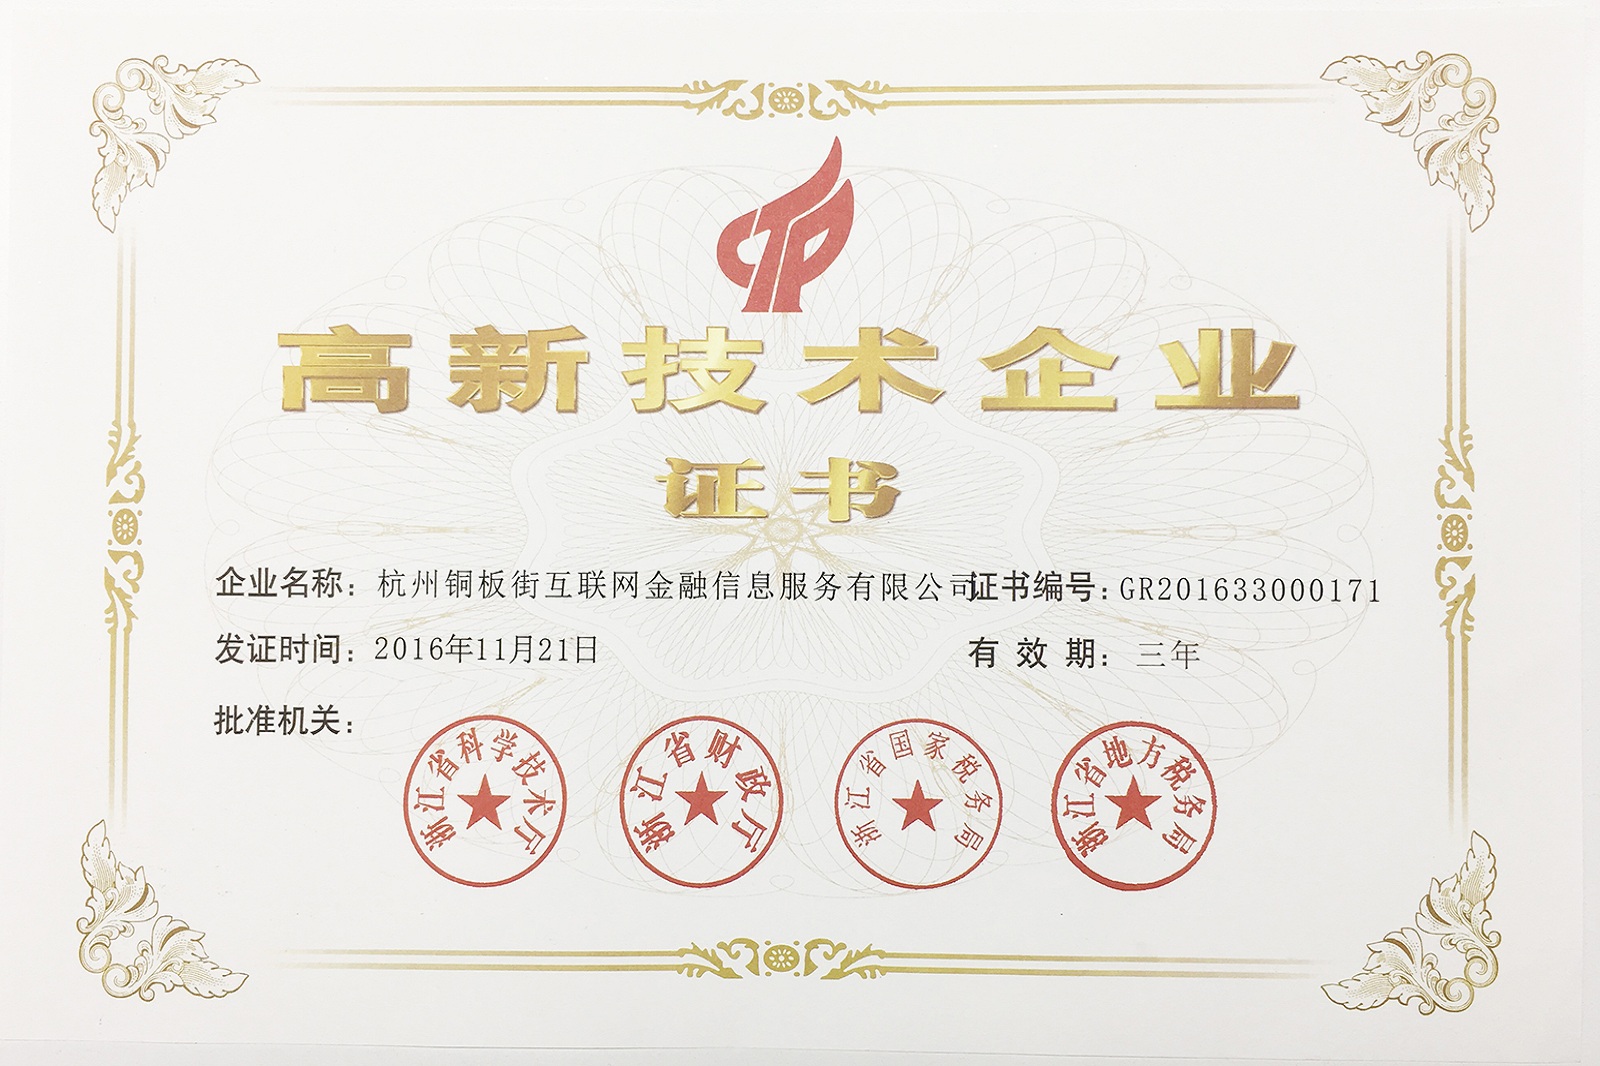 高新技术企业
证书
企业名称：杭州铜板街互联网金融信息服务有限公司 证书编号：GR201633000171
发证时间：2016年11月21日 有效期：三年
批准机关：
浙江省科学技术厅
浙江省财政厅
浙江省国家税务局
浙江省地方税务局